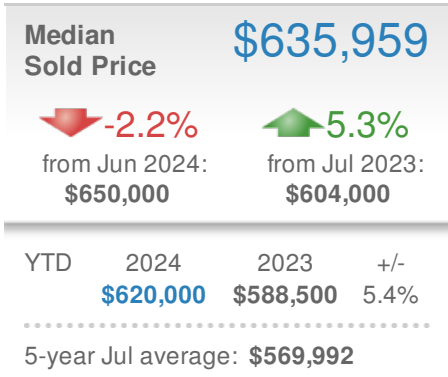 Median $635,959
Sold Price
-2.2% 5.3%
from Jun 2024: from Jul 2023:
$650,000 $604,000
YTD 2024 2023 +/-
$620,000 $588,500 5.4%
5-year Jul average: $569,992